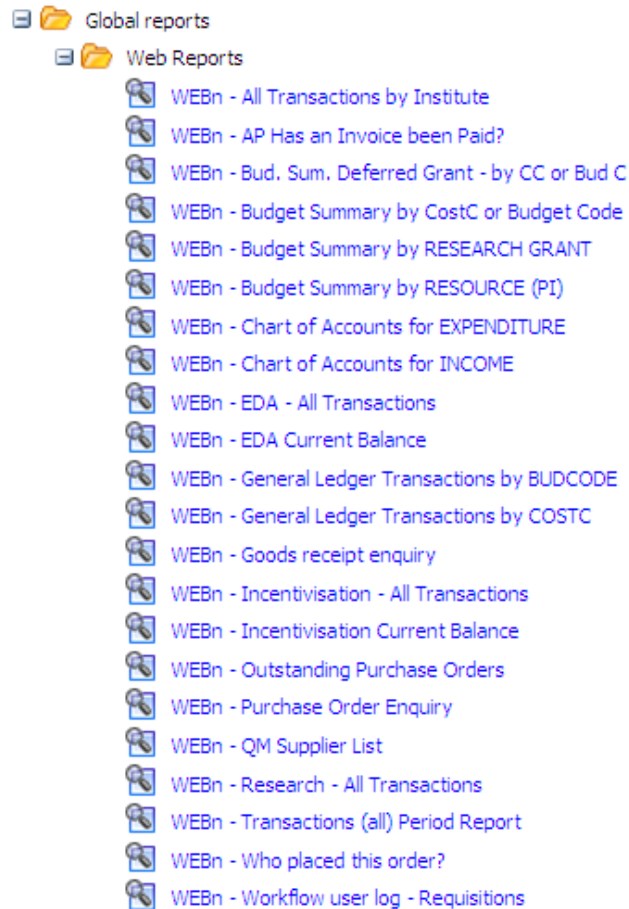 Global reports
Web Reports
WEBn - All Transactions by Institute
WEBn - AP Has an Invoice been Paid?
WEBn - Bud. Sum. Deferred Grant - by CC or Bud C
WEBn - Budget Summary by CostC or Budget Code
WEBn - Budget Summary by RESEARCH GRANT
WEBn - Budget Summary by RESOURCE (PI)
WEBn - Chart of Accounts for EXPENDITURE
WEBn - Chart of Accounts for INCOME
WEBn - EDA - All Transactions
WEBn - EDA Current Balance
WEBn - General Ledger Transactions by BUDCODE
WEBn - General Ledger Transactions by COSTC
WEBn - Goods receipt enquiry
WEBn - Incentivisation - All Transactions
WEBn - Incentivisation Current Balance
WEBn - Outstanding Purchase Orders
WEBn - Purchase Order Enquiry
WEBn - QM Supplier List
WEBn - Research - All Transactions
WEBn - Transactions (all) Period Report
WEBn - Who placed this order?
WEBn - Workflow user log - Requisitions